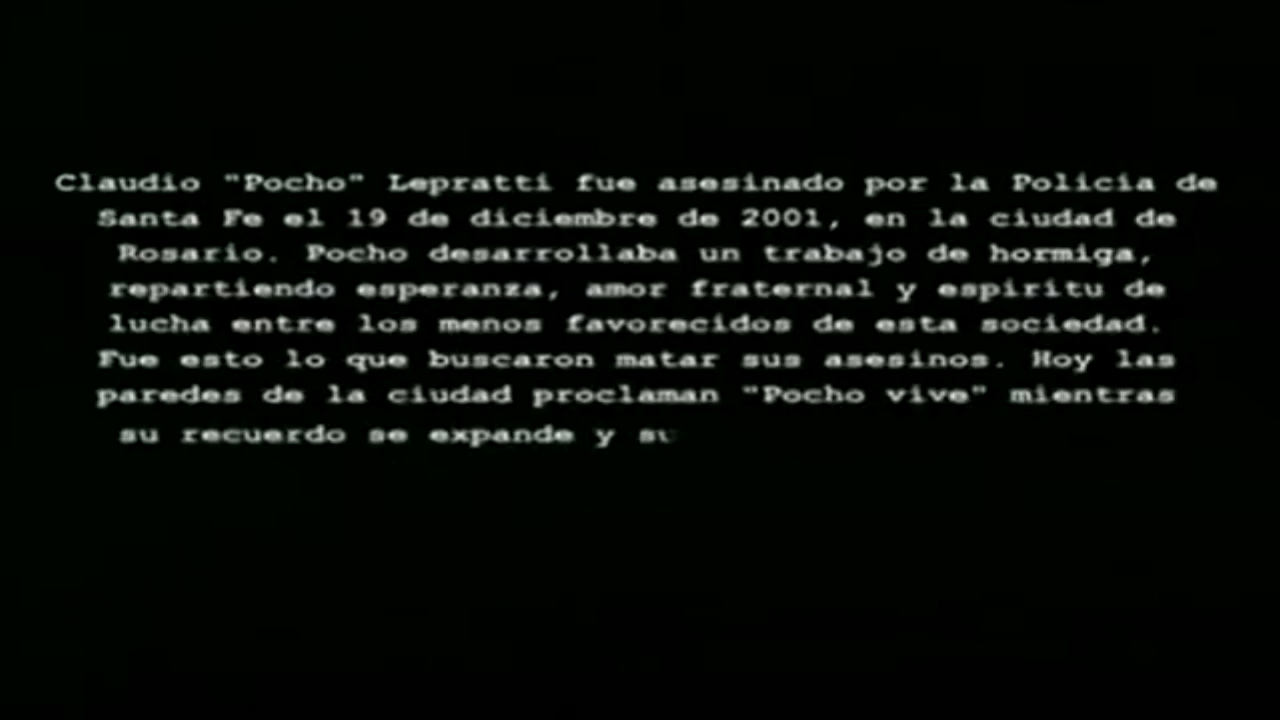 Claudio "Pocho" Lepratti fue asesinado por la Policia de
Santa Fe el 19 de diciembre de 2001, en la ciudad de
Rosario. Pocho desarrollaba un trabajo de hormiga,
repartiendo esperanza, amor fraternal y espiritu de
lucha entre los menos favorecidos de esta sociedad.
Fue esto lo que buscaron matar sus asesinos. Hoy las
paredes de la ciudad proclaman "Pocho vive" mientras
su recuerdo se expande y su